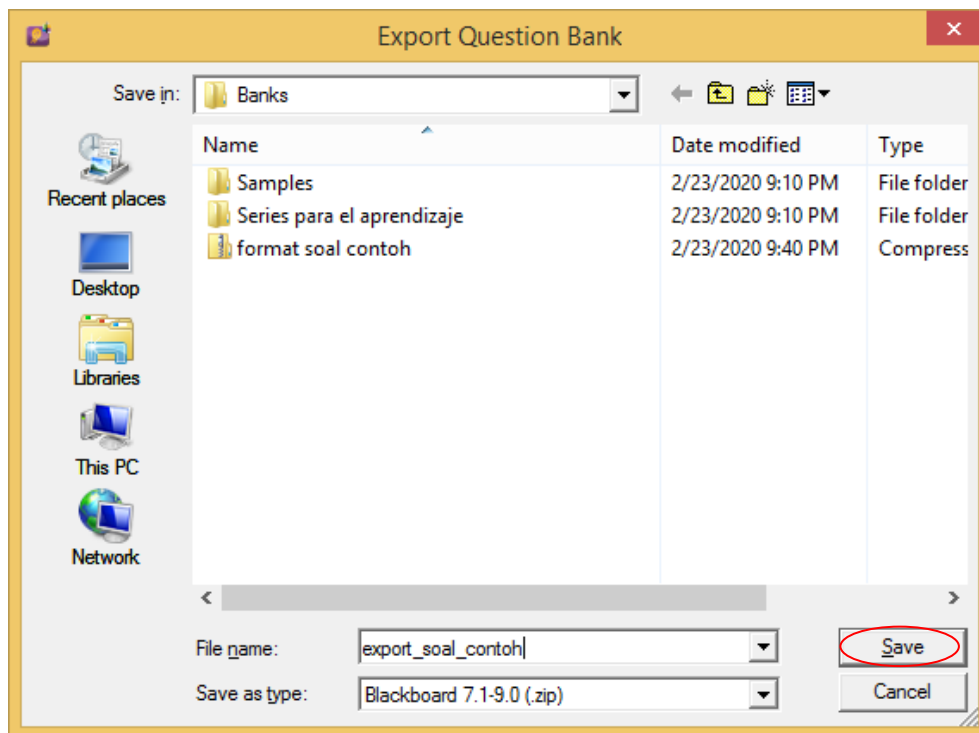 Export Question Bank
Save in: Banks
Name Date modified Type
Samples 2/23/2020 9:10 PM File folder
Series para el aprendizaje 2/23/2020 9:10 PM File folder
format soal contoh 2/23/2020 9:40 PM Compress
Recent places
Desktop
Libraries
This PC
Network
File name: export_soal_contoh Save
Save as type: Blackboard 7.1-9.0 (.zip) Cancel